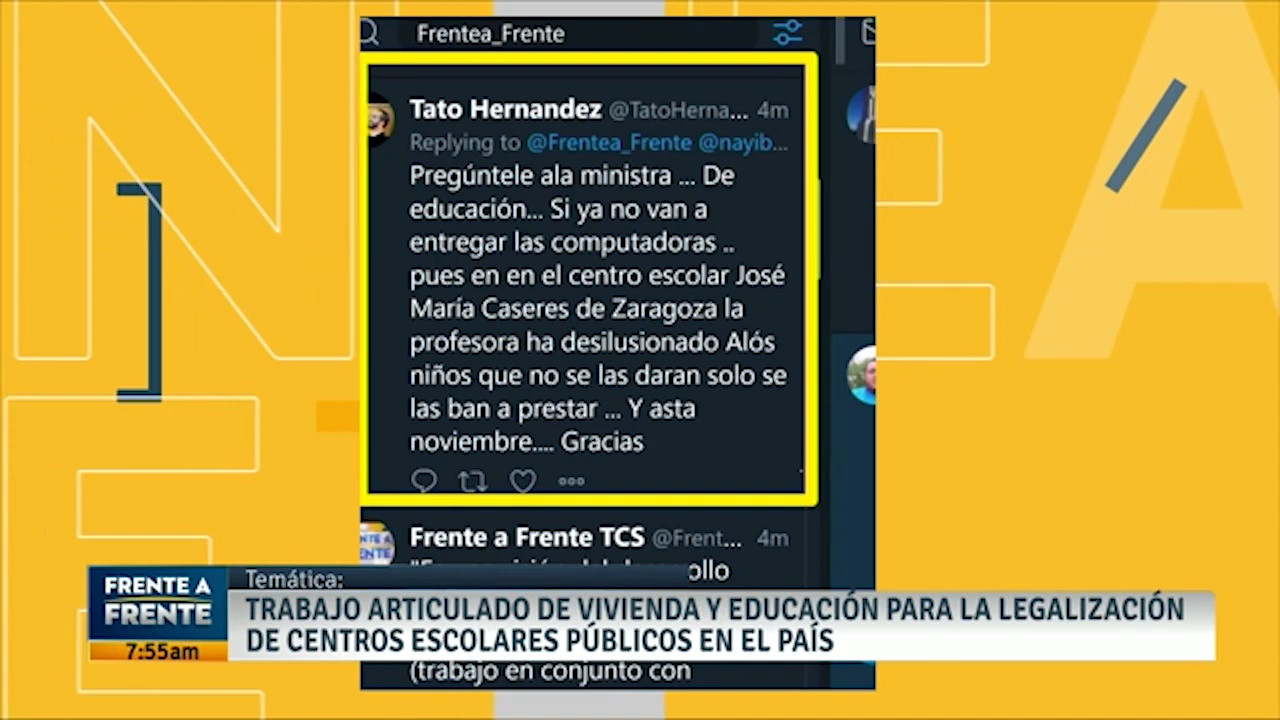 Frentea_Frente
Tato Hernandez @TatoHerna... 4m
Replying to @Frentea_Frente @nayib...
Pregúntele ala ministra ... De
educación... Si ya no van a
entregar las computadoras ..
pues en en el centro escolar José
María Caseres de Zaragoza la
profesora ha desilusionado Alós
niños que no se las daran solo se
las ban a prestar ... Y asta
noviembre.... Gracias
Frente a Frente TCS @Frent... 4m
FRENTE A
FRENTE
7:55am
Temática:
TRABAJO ARTICULADO DE VIVIENDA Y EDUCACIÓN PARA LA LEGALIZACIÓN
DE CENTROS ESCOLARES PÚBLICOS EN EL PAÍS
(trabajo en conjunto con